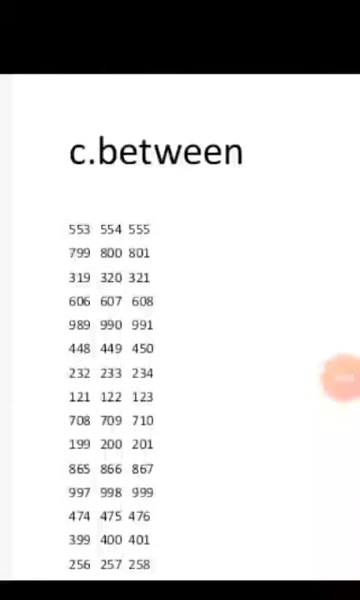 c.between
553 554 555
799 800 801
319 320 321
606 607 608
989 990 991
448 449 450
232 233 234
121 122 123
708 709 710
199 200 201
865 866 867
997 998 999
474 475 476
399 400 401
256 257 258